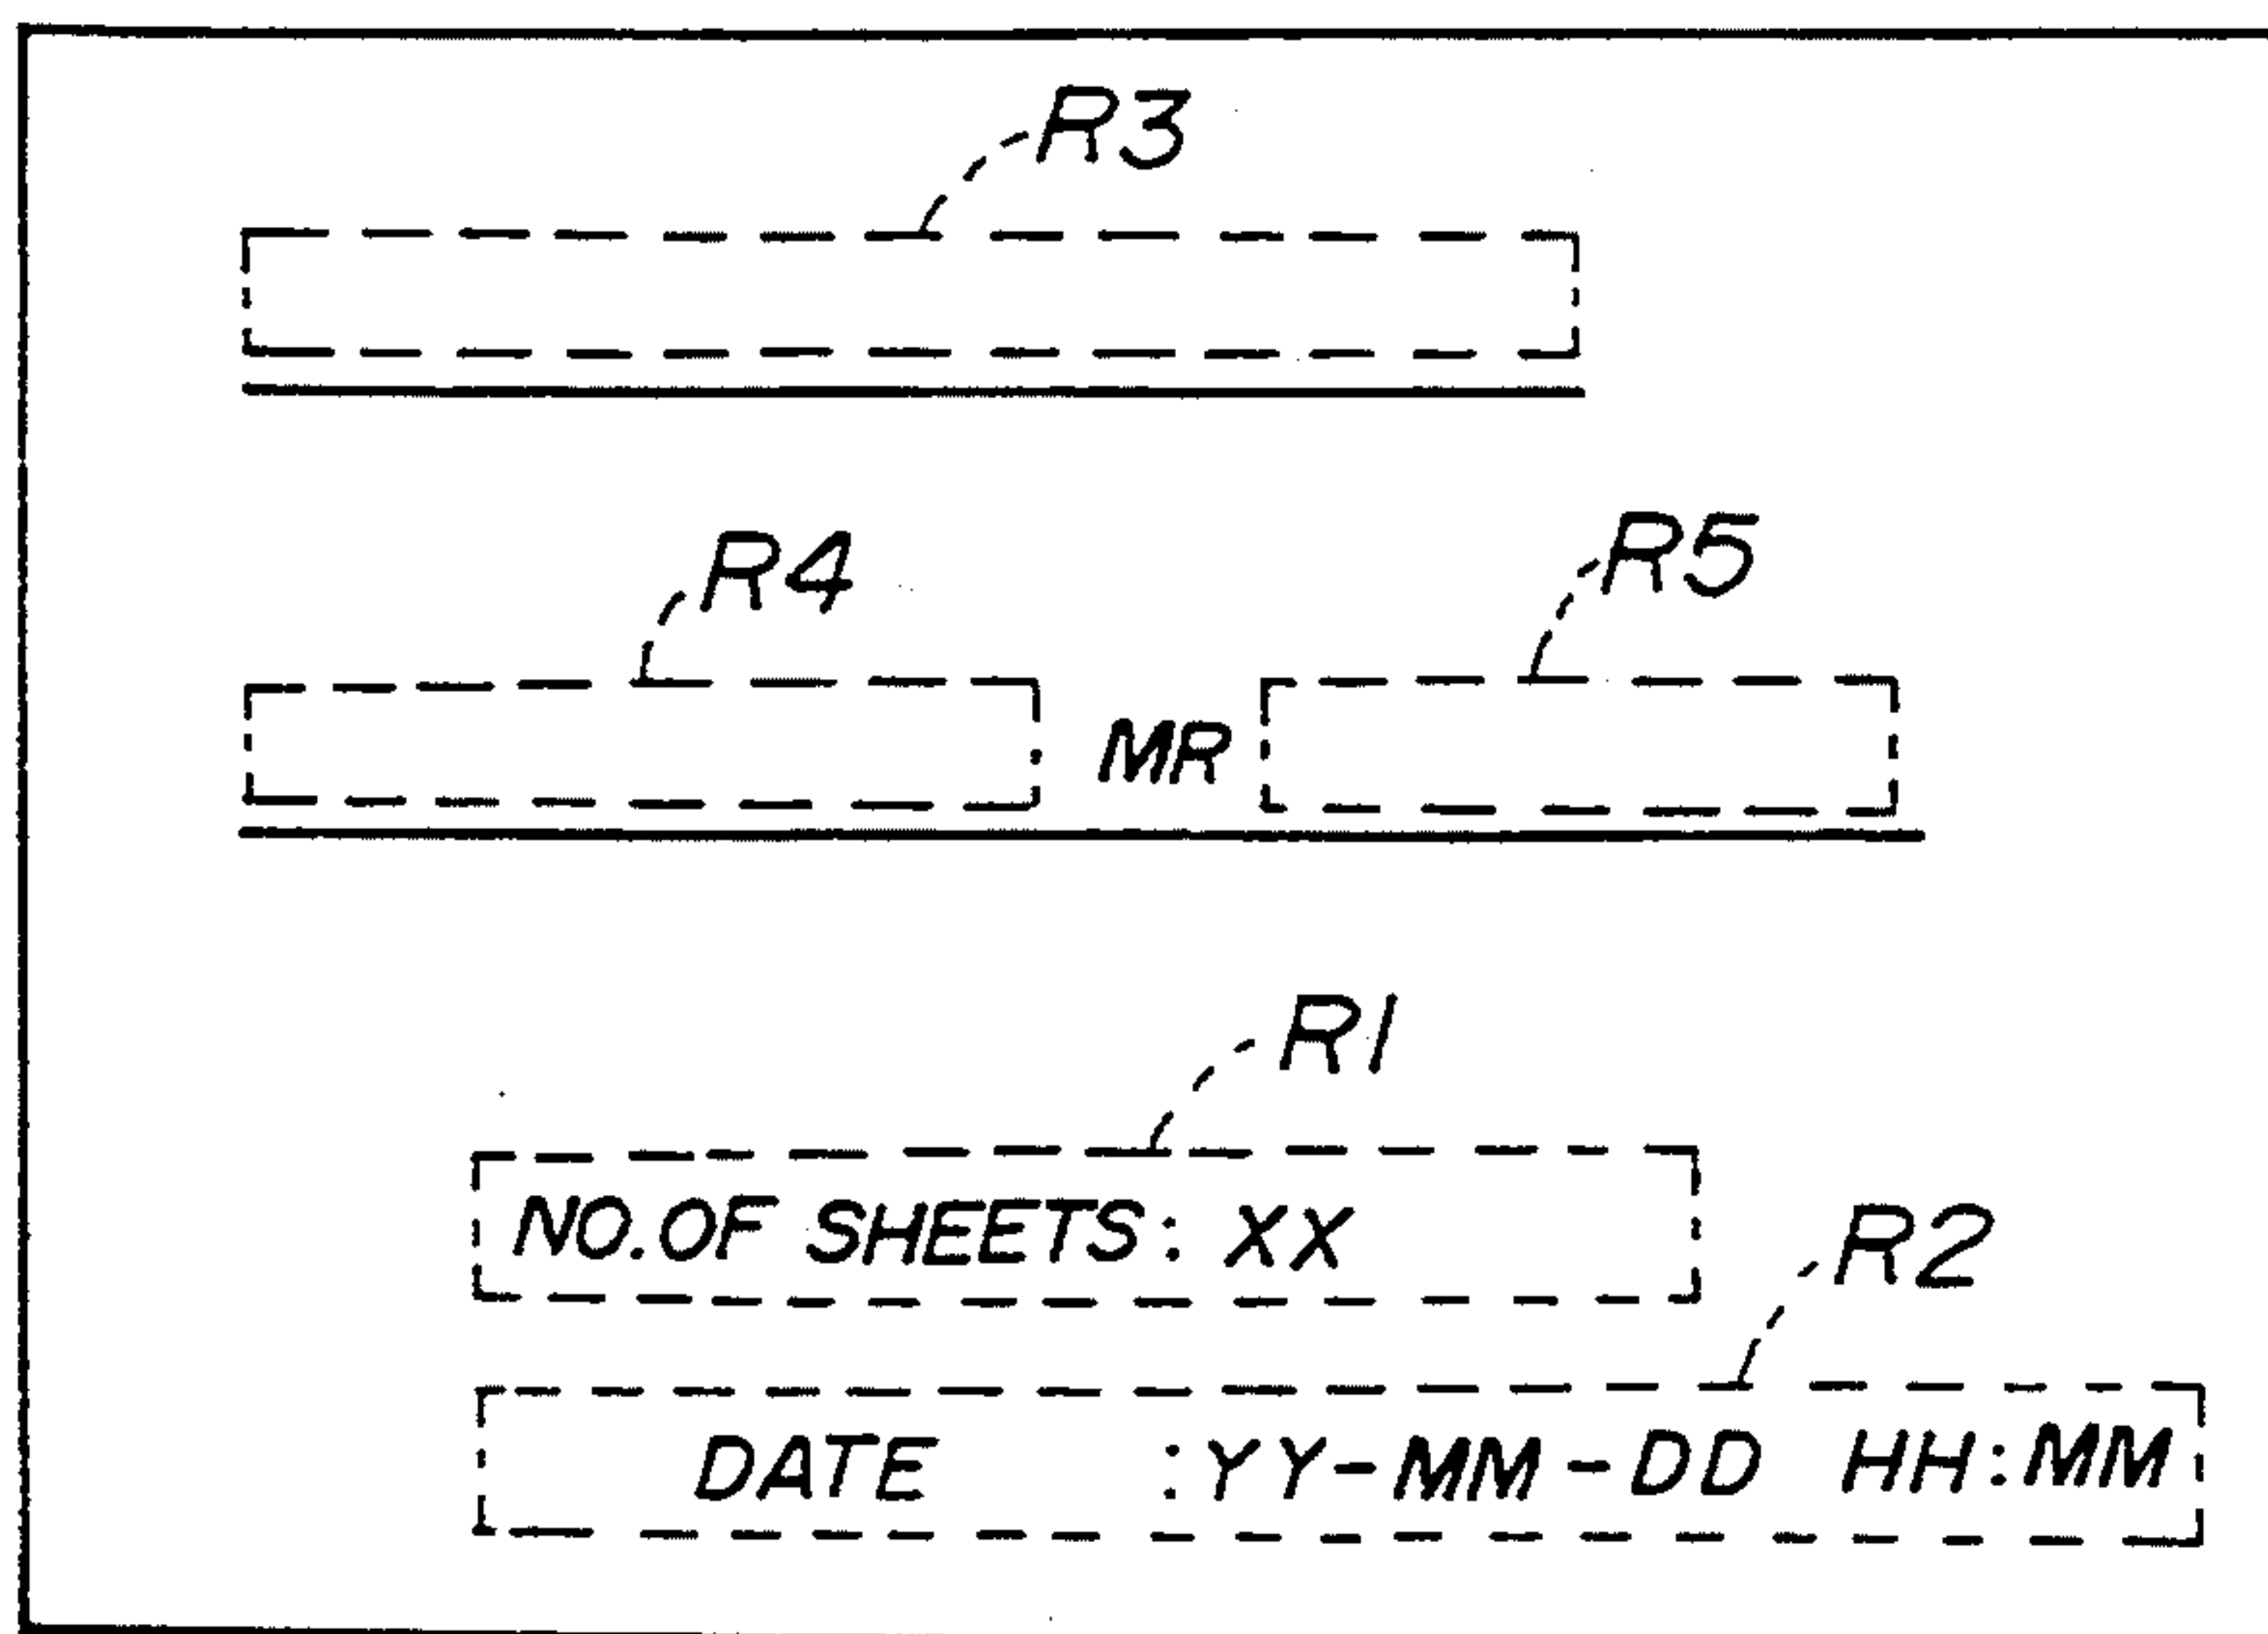 R3
R4 R5
MR
R1
NO. OF SHEETS: XX
R2
DATE :YY-MM-DD HH:MM